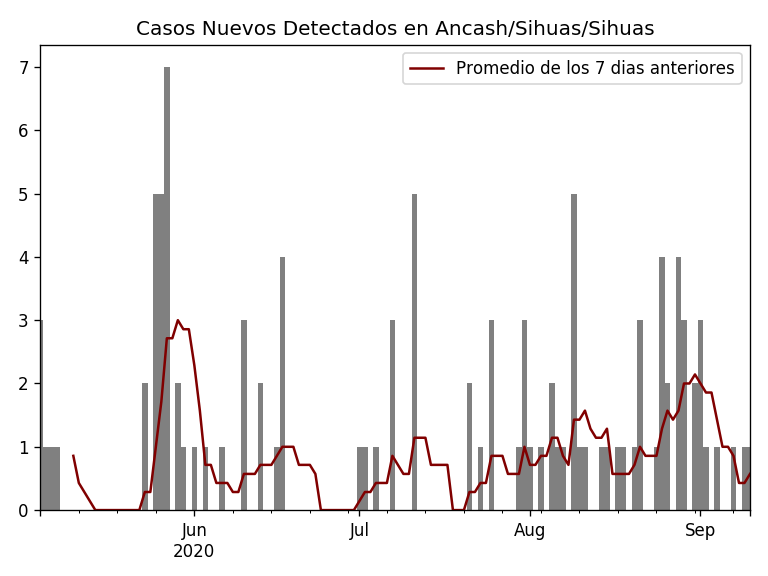 Casos Nuevos Detectados en Ancash/Sihuas/Sihuas
Promedio de los 7 dias anteriores
7
6
5
4
3
2
1
0
Jun
2020
Jul
Aug
Sep